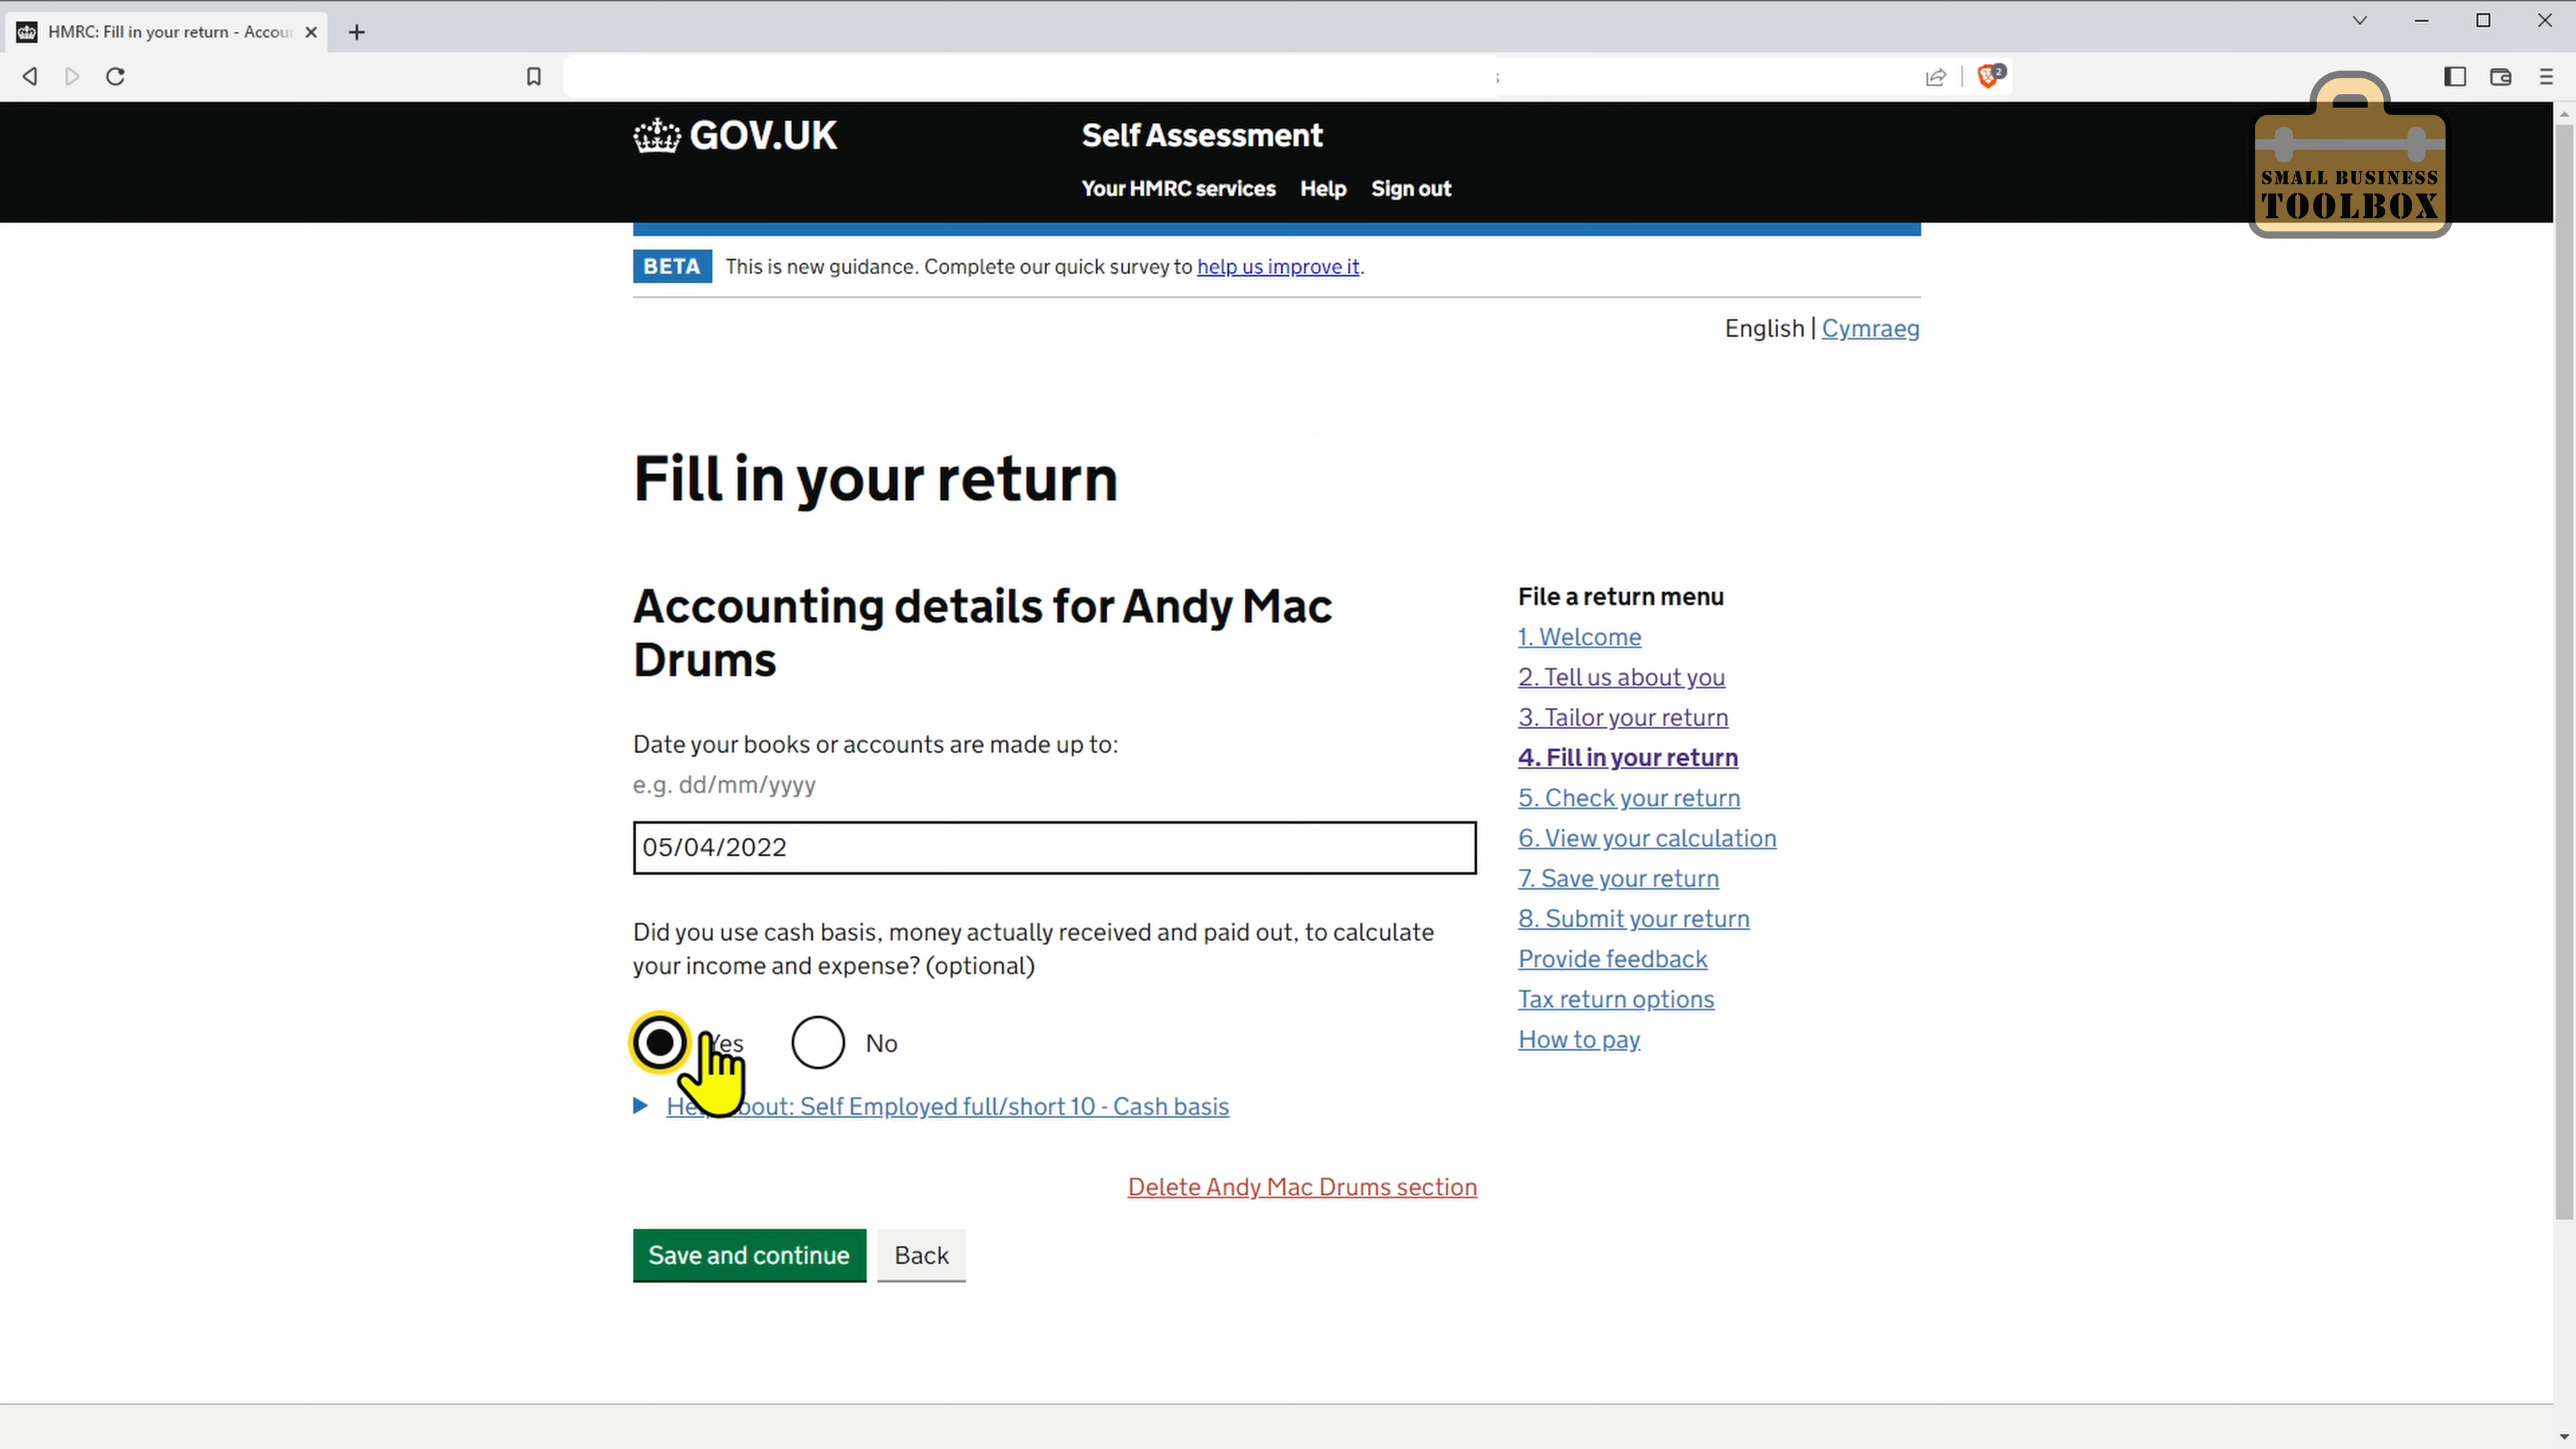 HMRC: Fill in your return - Accou
2
GOV.UK
Self Assessment
Your HMRC services Help Sign out
SMALL BUSINESS
TOOLBOX
BETA This is new guidance. Complete our quick survey to help us improve it.
English | Cymraeg
Fill in your return
Accounting details for Andy Mac
Drums
Date your books or accounts are made up to:
e.g. dd/mm/yyyy
05/04/2022
Did you use cash basis, money actually received and paid out, to calculate
your income and expense? (optional)
Yes No
Help about: Self Employed full/short 10 - Cash basis
Delete Andy Mac Drums section
Save and continue Back
File a return menu
1. Welcome
2. Tell us about you
3. Tailor your return
4. Fill in your return
5. Check your return
6. View your calculation
7. Save your return
8. Submit your return
Provide feedback
Tax return options
How to pay